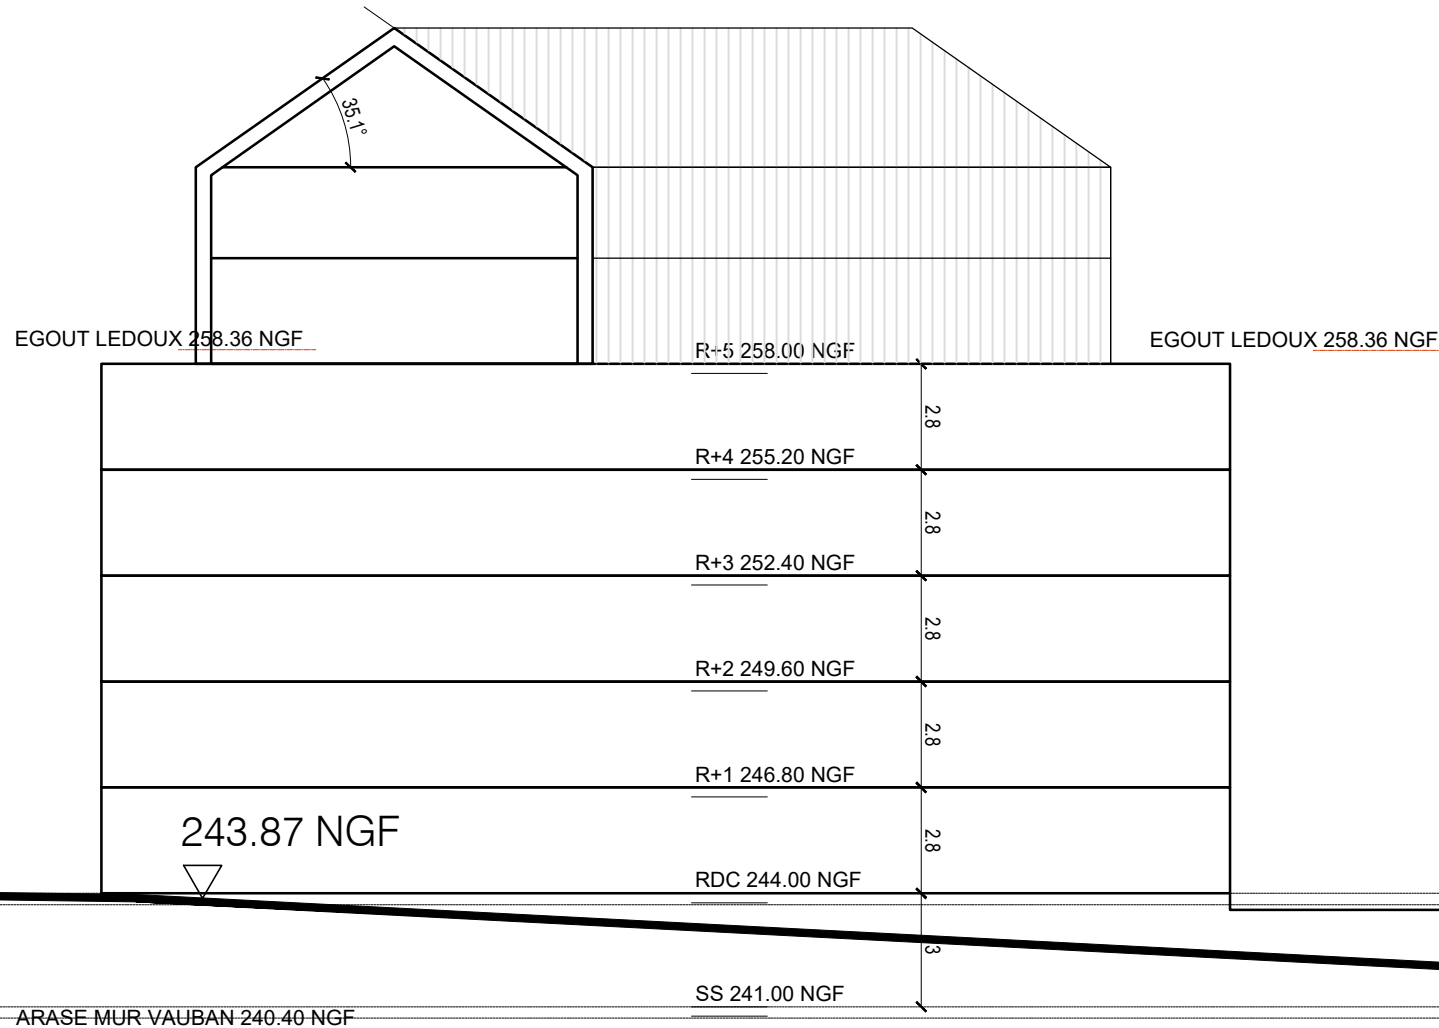 35.1°
EGOUT LEDOUX 258.36 NGF
EGOUT LEDOUX 258.36 NGF
R+5 258.00 NGF
2.8
R+4 255.20 NGF
2.8
R+3 252.40 NGF
2.8
R+2 249.60 NGF
2.8
R+1 246.80 NGF
243.87 NGF
2.8
RDC 244.00 NGF
3
SS 241.00 NGF
ARASE MUR VAUBAN 240.40 NGF